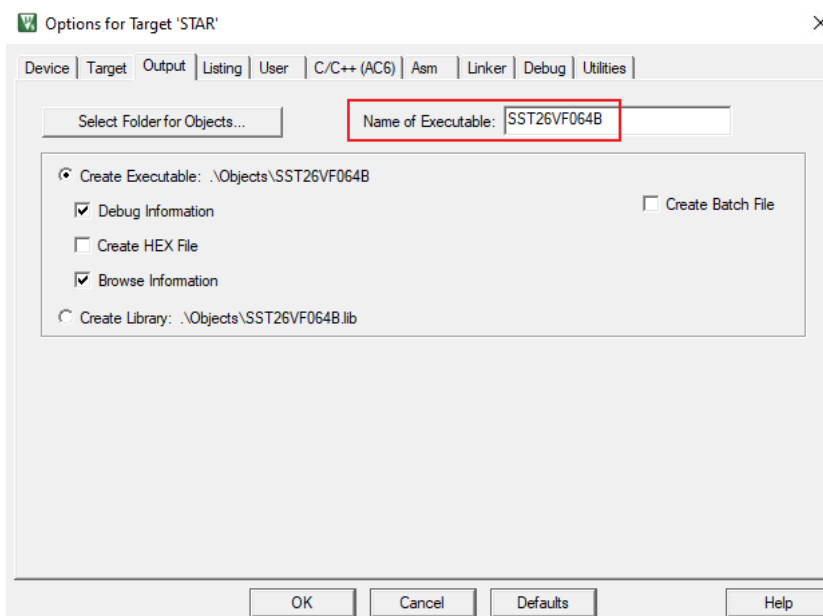 Options for Target 'STAR'
Device Target Output Listing User C/C++ (AC6) Asm Linker Debug Utilities
Select Folder for Objects... Name of Executable: SST26VF064B
Create Executable: .\Objects\SST26VF064B
Debug Information Create Batch File
Create HEX File
Browse Information
Create Library: .\Objects\SST26VF064B.lib
OK Cancel Defaults Help